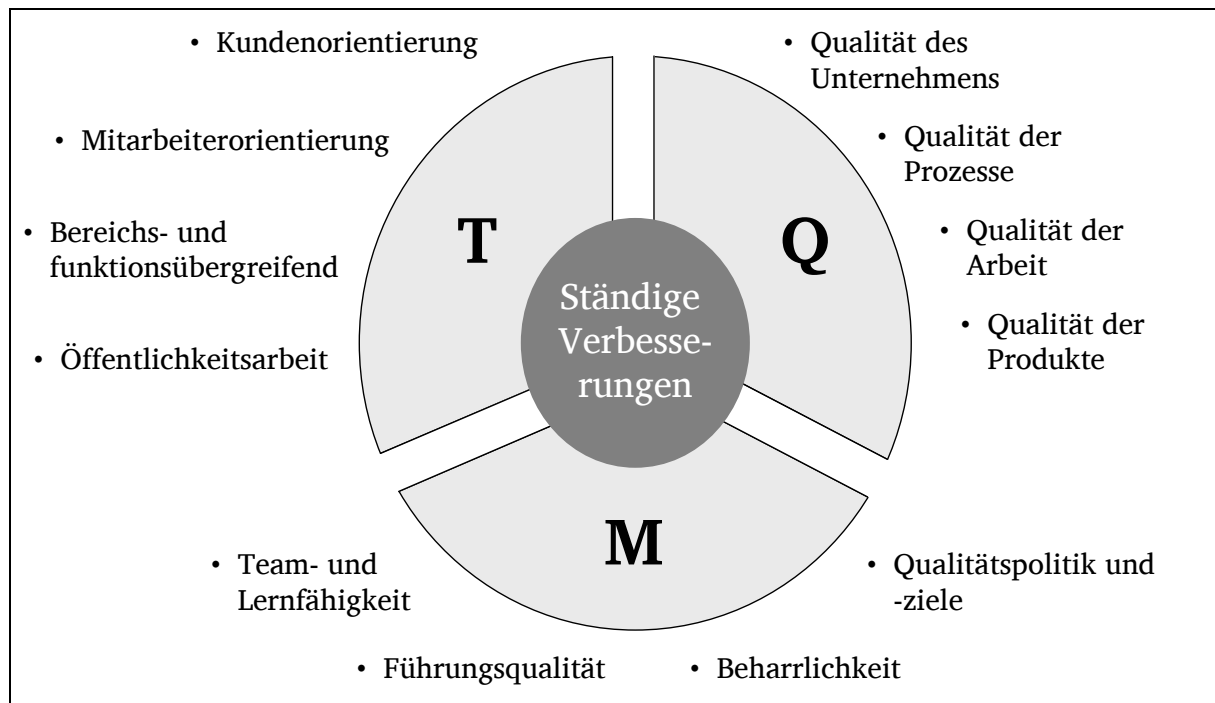 • Kundenorientierung
• Mitarbeiterorientierung
• Bereichs- und
funktionsübergreifend
• Öffentlichkeitsarbeit
T
• Qualität des
Unternehmens
• Qualität der
Prozesse
• Qualität der
Arbeit
• Qualität der
Produkte
Q
Ständige
Verbesse-
rungen
M
• Team- und
Lernfähigkeit
• Führungsqualität
• Beharrlichkeit
• Qualitätspolitik und
-ziele